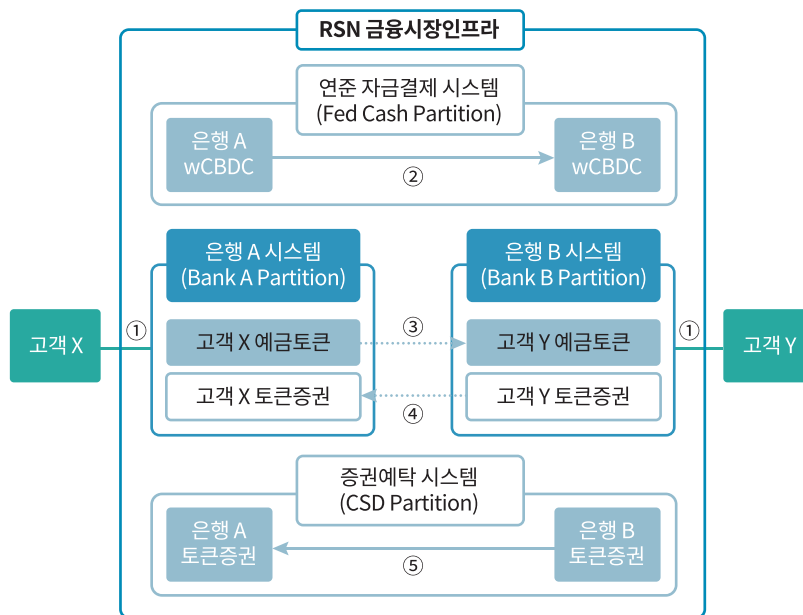 RSN 금융시장인프라
연준 자금결제 시스템
(Fed Cash Partition)
은행 A
wCBDC
②
은행 B
wCBDC
은행 A 시스템
(Bank A Partition)
은행 B 시스템
(Bank B Partition)
고객 X
①
고객 X 예금토큰
③
고객 Y 예금토큰
①
고객 Y
고객 X 토큰증권
④
고객 Y 토큰증권
증권예탁 시스템
(CSD Partition)
은행 A
토큰증권
⑤
은행 B
토큰증권